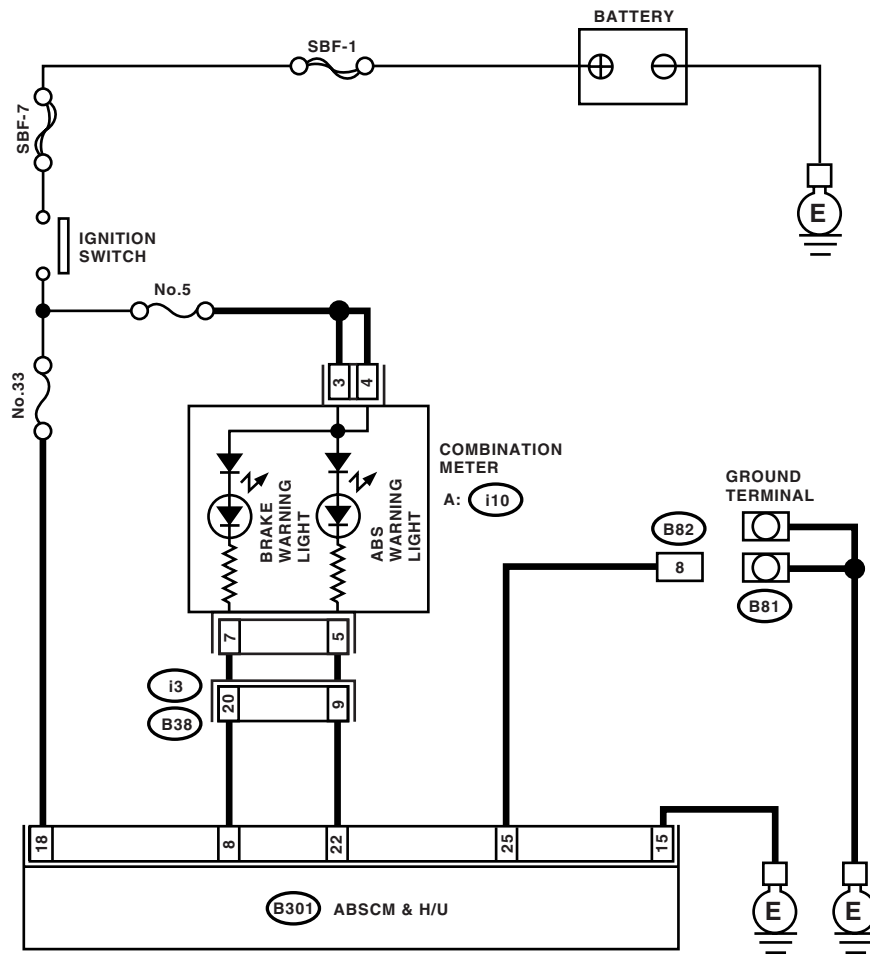 BATTERY
SBF-1
SBF-7
E
IGNITION
SWITCH
No.5
No.33
3
4
COMBINATION
METER
A: i10
BRAKE
WARNING
LIGHT
ABS
WARNING
LIGHT
GROUND
TERMINAL
B82
8
B81
7
5
i3
B38
20
9
18
8
22
25
15
B301 ABSCM & H/U
E
E